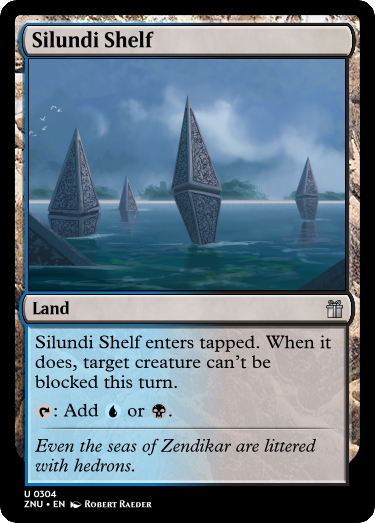 Silundi Shelf
Land
Silundi Shelf enters tapped. When it
does, target creature can't be
blocked this turn.
: Add or .
Even the seas of Zendikar are littered
with hedrons.
U 0304
ZNU • EN Robert Raeder